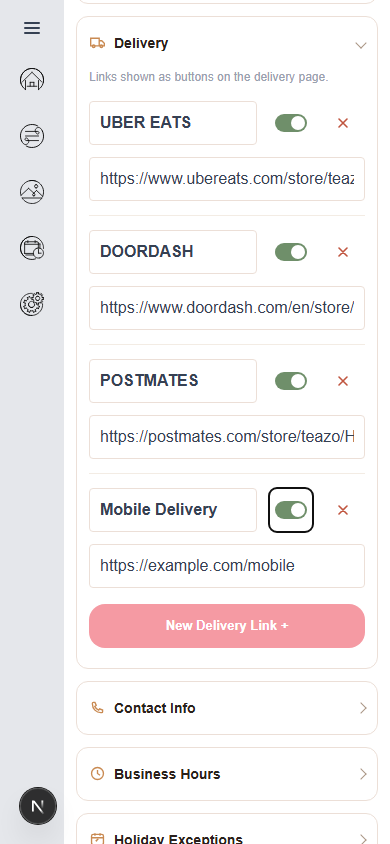 Delivery
Links shown as buttons on the delivery page.
UBER EATS
https://www.ubereats.com/store/teaz
DOORDASH
https://www.doordash.com/en/store/
POSTMATES
https://postmates.com/store/teazo/H
Mobile Delivery
https://example.com/mobile
New Delivery Link +
Contact Info
Business Hours
N
Holiday Exceptions